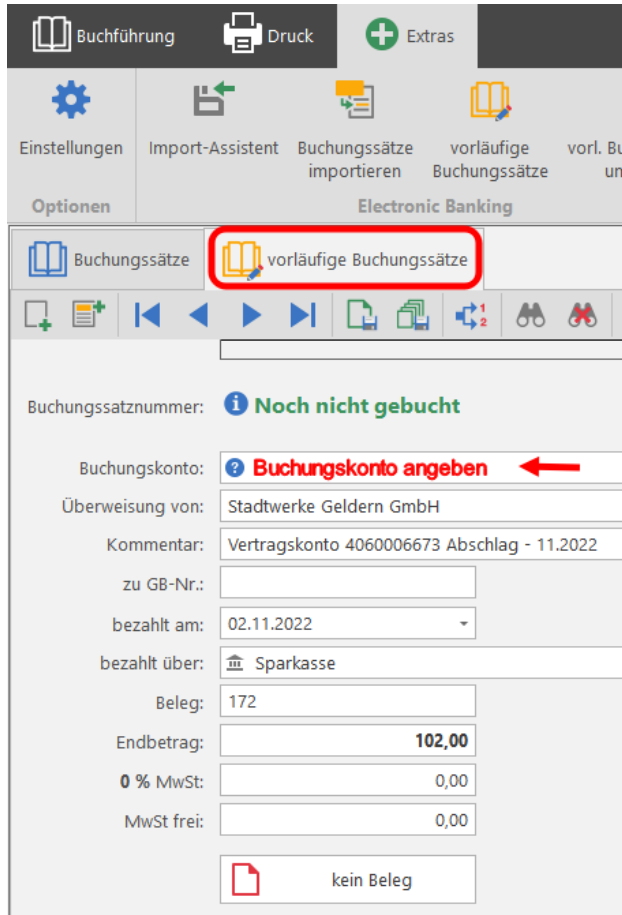 Buchführung Druck Extras
Einstellungen Import-Assistent Buchungssätze importieren vorläufige Buchungssätze vorl.
Optionen Electronic Banking
Buchungssätze vorläufige Buchungssätze
1
2
Buchungssatznummer: Noch nicht gebucht
Buchungskonto: ? Buchungskonto angeben
Überweisung von: Stadtwerke Geldern GmbH
Kommentar: Vertragskonto 4060006673 Abschlag - 11.2022
zu GB-Nr.:
bezahlt am: 02.11.2022
bezahlt über: Sparkasse
Beleg: 172
Endbetrag: 102,00
0 % MwSt: 0,00
MwSt frei: 0,00
kein Beleg